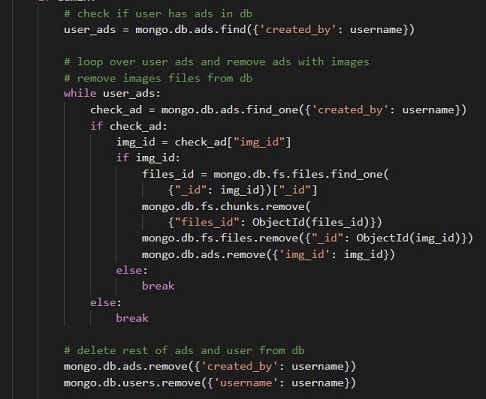 # check if user has ads in db
user_ads = mongo.db.ads.find({'created_by': username})
# loop over user ads and remove ads with images
# remove images files from db
while user_ads:
check_ad = mongo.db.ads.find_one({'created_by': username})
if check_ad:
img_id = check_ad["img_id"]
if img_id:
files_id = mongo.db.fs.files.find_one(
{"_id": img_id})["_id"]
mongo.db.fs.chunks.remove(
{"files_id": ObjectId(files_id)})
mongo.db.fs.files.remove({"_id": ObjectId(img_id)})
mongo.db.ads.remove({'img_id': img_id})
else:
break
else:
break
# delete rest of ads and user from db
mongo.db.ads.remove({'created_by': username})
mongo.db.users.remove({'username': username})